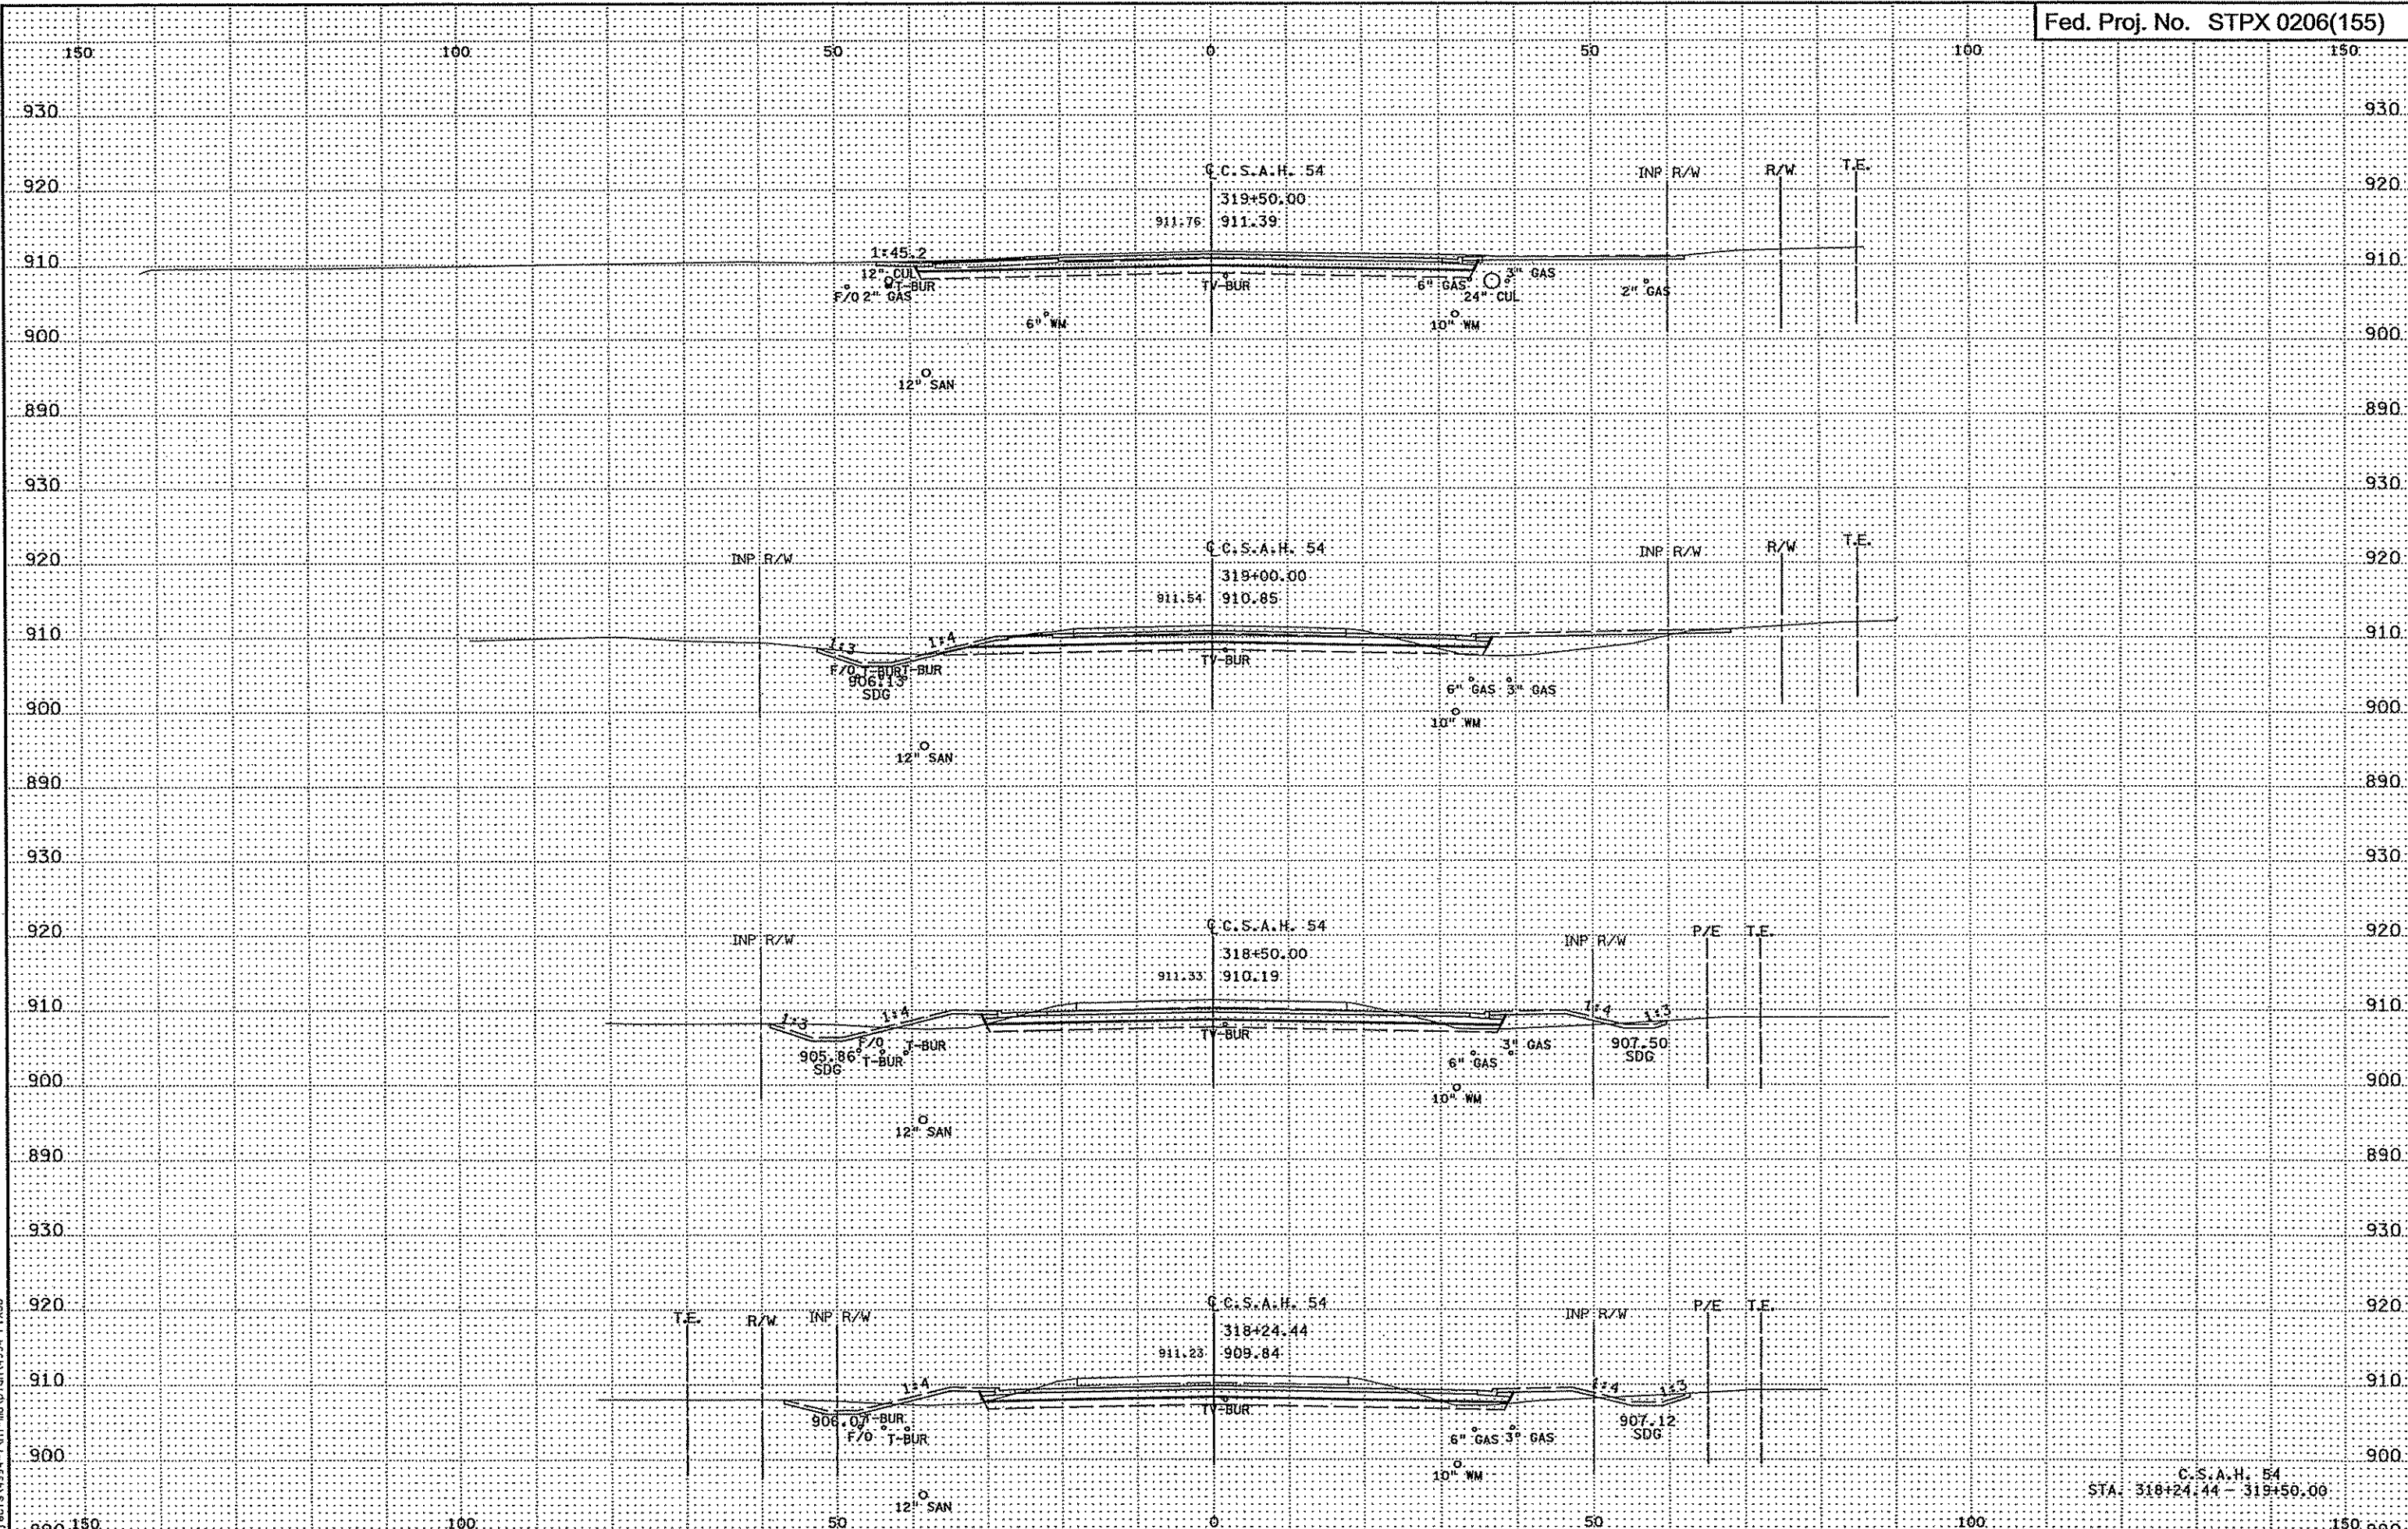 Fed. Proj. No. STPX 0206(155)
150 100 50 0 50 100 150
930 930
℄ C.S.A.H. 54
INP R/W R/W T.E.
920 920
319+50.00
911.76 911.39
1:45.2
910 910
12" CUL T-BUR TV-BUR 6" GAS 3" GAS
F/O 2" GAS 24" CUL 2" GAS
6" WM 10" WM
900 900
12" SAN
890 890
930 930
℄ C.S.A.H. 54
INP R/W INP R/W R/W T.E.
920 920
319+00.00
911.54 910.85
910 910
1:3 1:4
F/O T-BUR T-BUR TV-BUR
906.13
SDG 6" GAS 3" GAS
900 900
10" WM
12" SAN
890 890
930 930
℄ C.S.A.H. 54
INP R/W INP R/W P/E T.E.
920 920
318+50.00
911.33 910.19
910 910
1:3 1:4 1:4 1:3
F/O T-BUR TV-BUR 3" GAS 907.50
905.86 T-BUR 6" GAS SDG
SDG
900 900
10" WM
12" SAN
890 890
930 930
℄ C.S.A.H. 54
T.E. R/W INP R/W INP R/W P/E T.E.
920 920
318+24.44
911.23 909.84
910 910
1:4 1:4 1:3
906.07 T-BUR TV-BUR 907.12
F/O T-BUR 6" GAS 3" GAS SDG
900 900
10" WM
12" SAN
C.S.A.H. 54
STA. 318+24.44 - 319+50.00
150 100 50 0 50 100 150